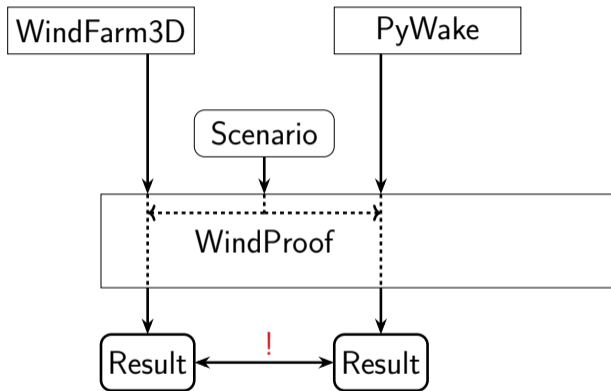 WindFarm3D
PyWake
Scenario
WindProof
!
Result
Result